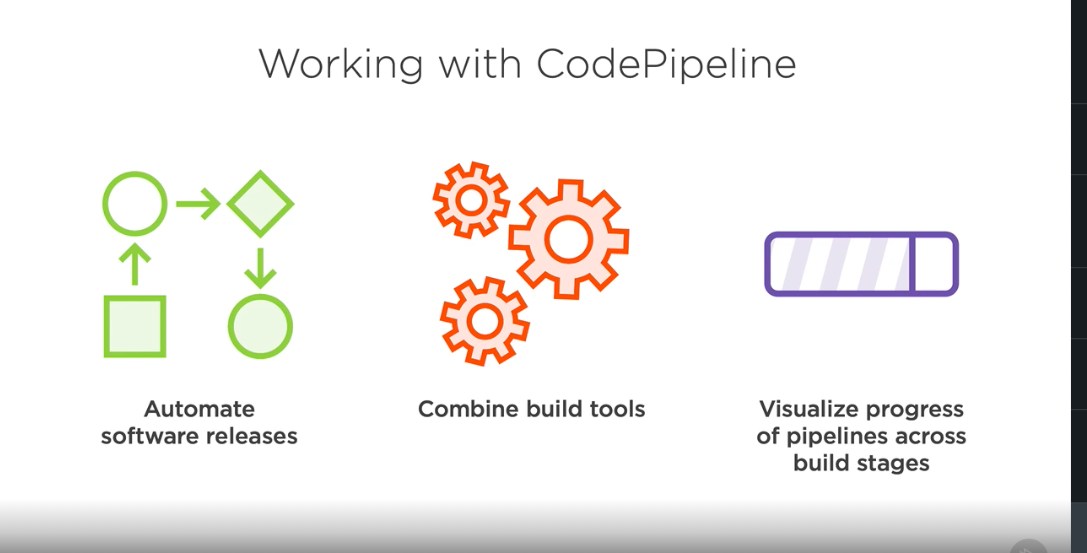 Working with CodePipeline
Automate
software releases
Combine build tools
Visualize progress
of pipelines across
build stages